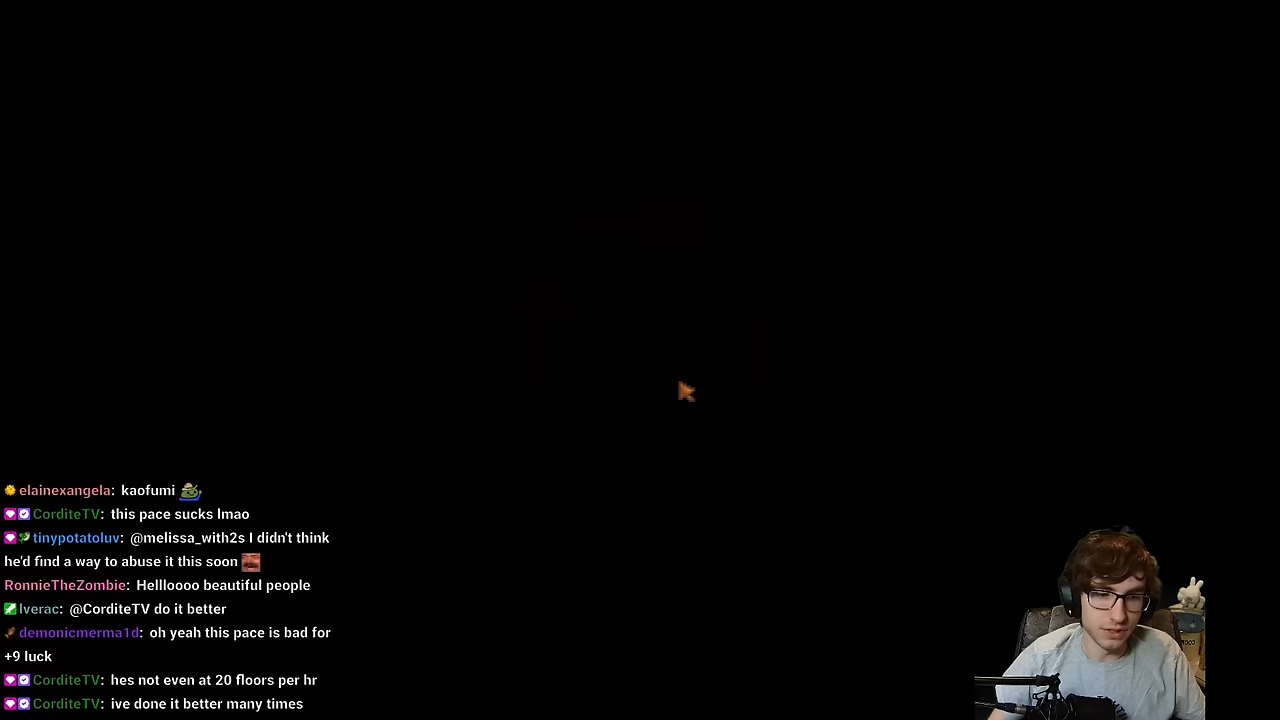 elainexangela: kaofumi
CorditeTV: this pace sucks lmao
tinypotatoluv: @melissa_with2s I didn't think
he'd find a way to abuse it this soon
RonnieTheZombie: Hellloooo beautiful people
lverac: @CorditeTV do it better
demonicmerma1d: oh yeah this pace is bad for
+9 luck
CorditeTV: hes not even at 20 floors per hr
CorditeTV: ive done it better many times